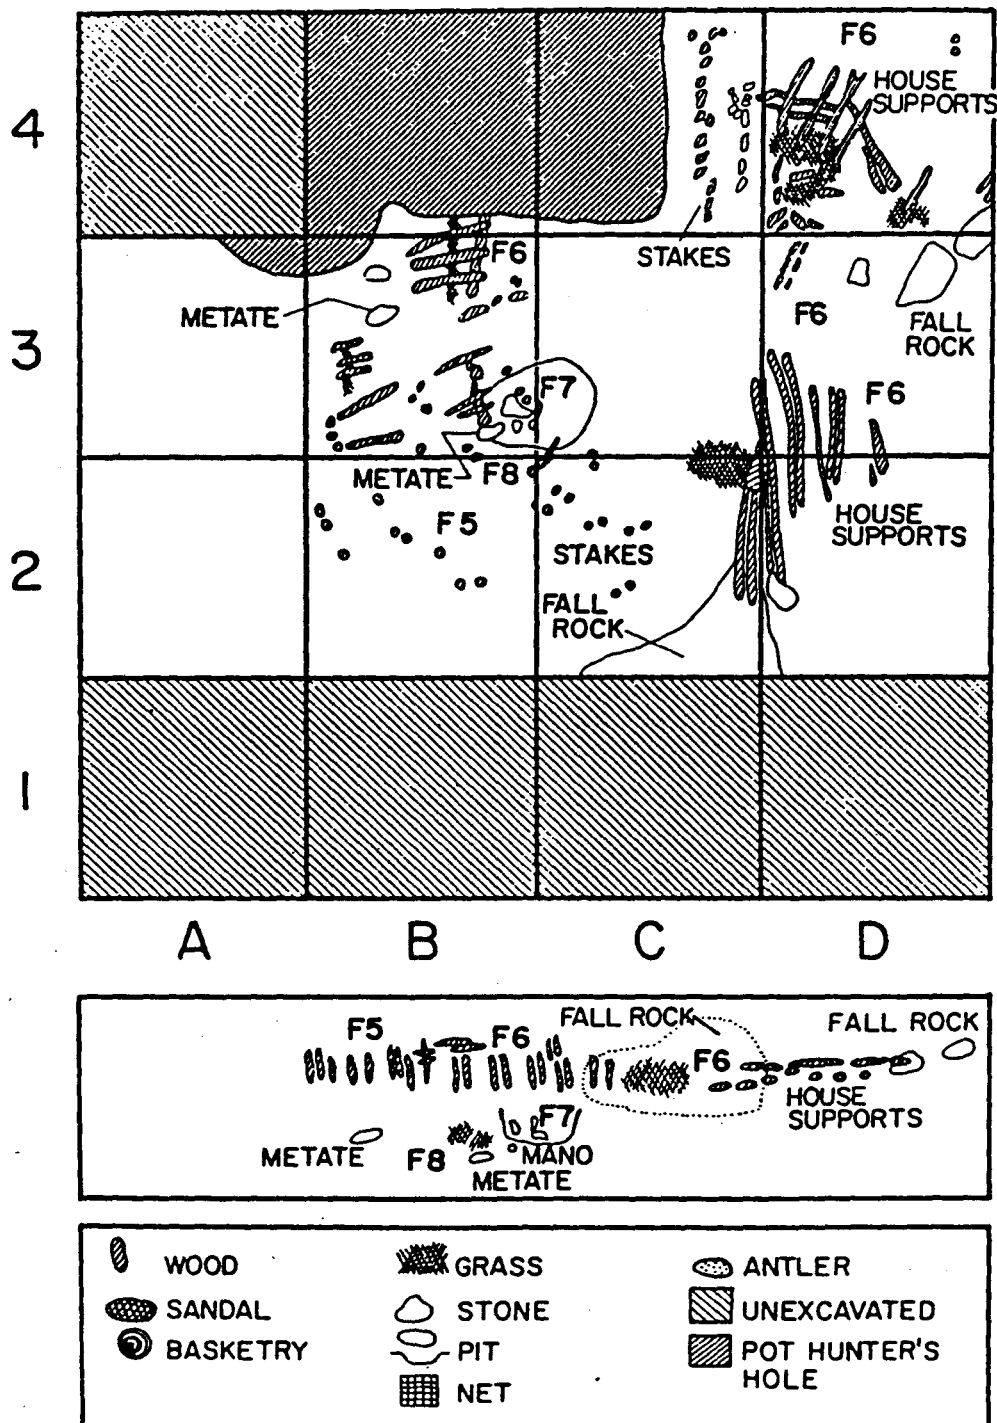 F6
HOUSE
SUPPORTS
4
STAKES
F6
METATE
F6
FALL
ROCK
3
F7
F6
METATE
F8
F5
HOUSE
SUPPORTS
STAKES
2
FALL
ROCK
1
A B C D
F5
F6
FALL ROCK
F6
FALL ROCK
HOUSE
SUPPORTS
F7
METATE
F8
MANO
METATE
WOOD
GRASS
ANTLER
SANDAL
STONE
UNEXCAVATED
BASKETRY
PIT
POT HUNTER'S
HOLE
NET